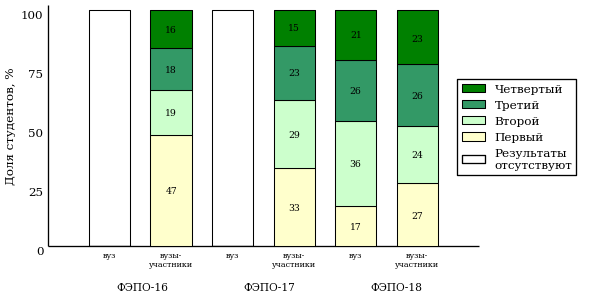 100
75
50
25
0
Доля студентов, %
16
18
19
47
15
23
29
33
21
26
36
17
23
26
24
27
вуз
вузы-
участники
вуз
вузы-
участники
вуз
вузы-
участники
ФЭПО-16
ФЭПО-17
ФЭПО-18
Четвертый
Третий
Второй
Первый
Результаты
отсутствуют